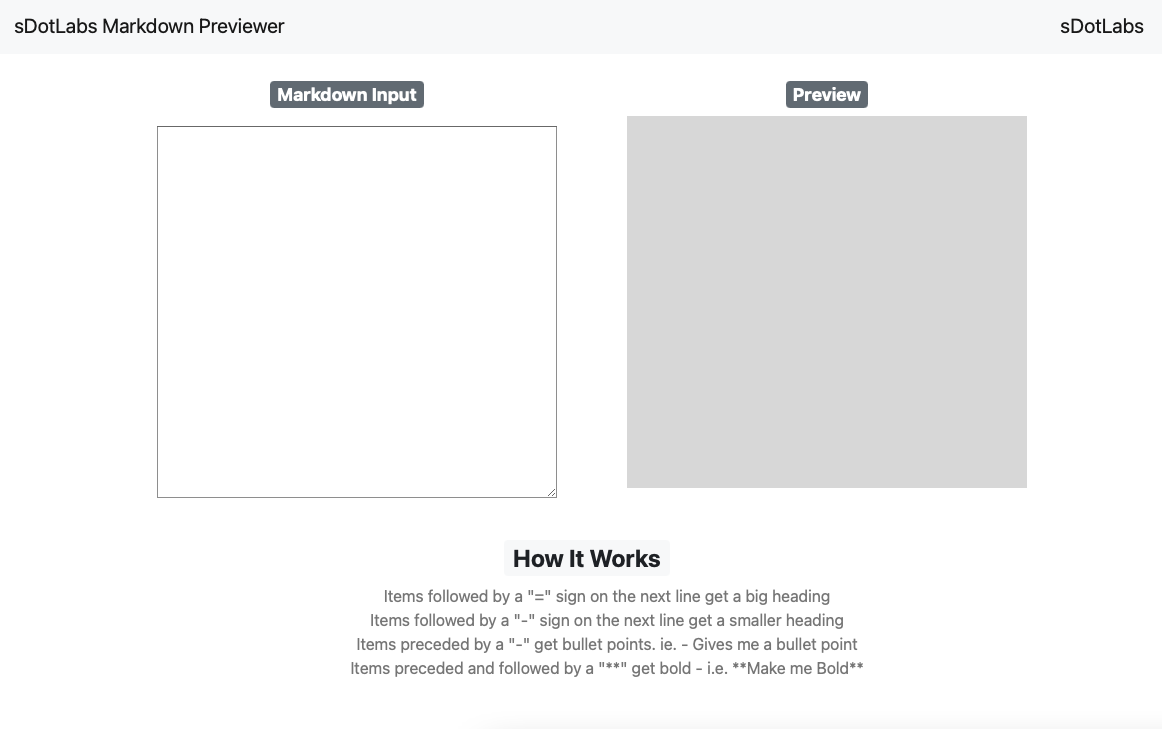 sDotLabs Markdown Previewer
sDotLabs
Markdown Input
Preview
How It Works
Items followed by a "=" sign on the next line get a big heading
Items followed by a "-" sign on the next line get a smaller heading
Items preceded by a "-" get bullet points. ie. - Gives me a bullet point
Items preceded and followed by a "**" get bold - i.e. **Make me Bold**